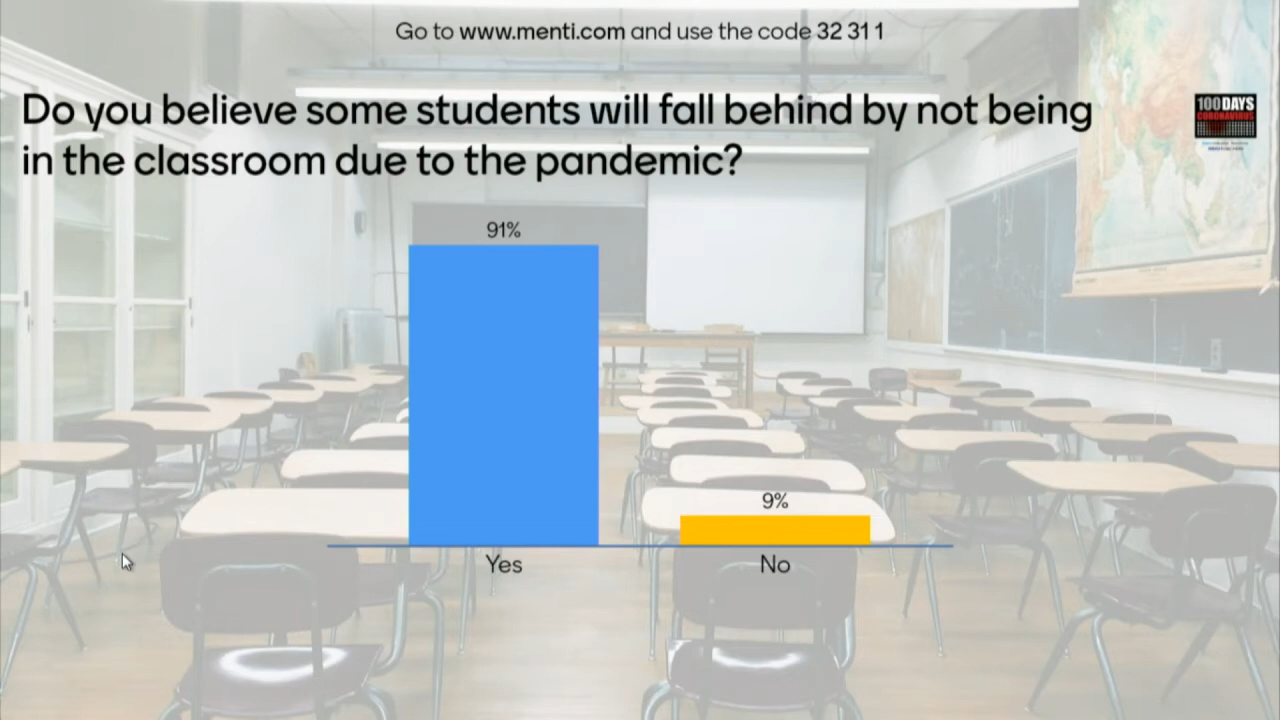 Go to www.menti.com and use the code 32 31 1
Do you believe some students will fall behind by not being
in the classroom due to the pandemic?
100DAYS
CORONAVIRUS
91%
9%
Yes
No